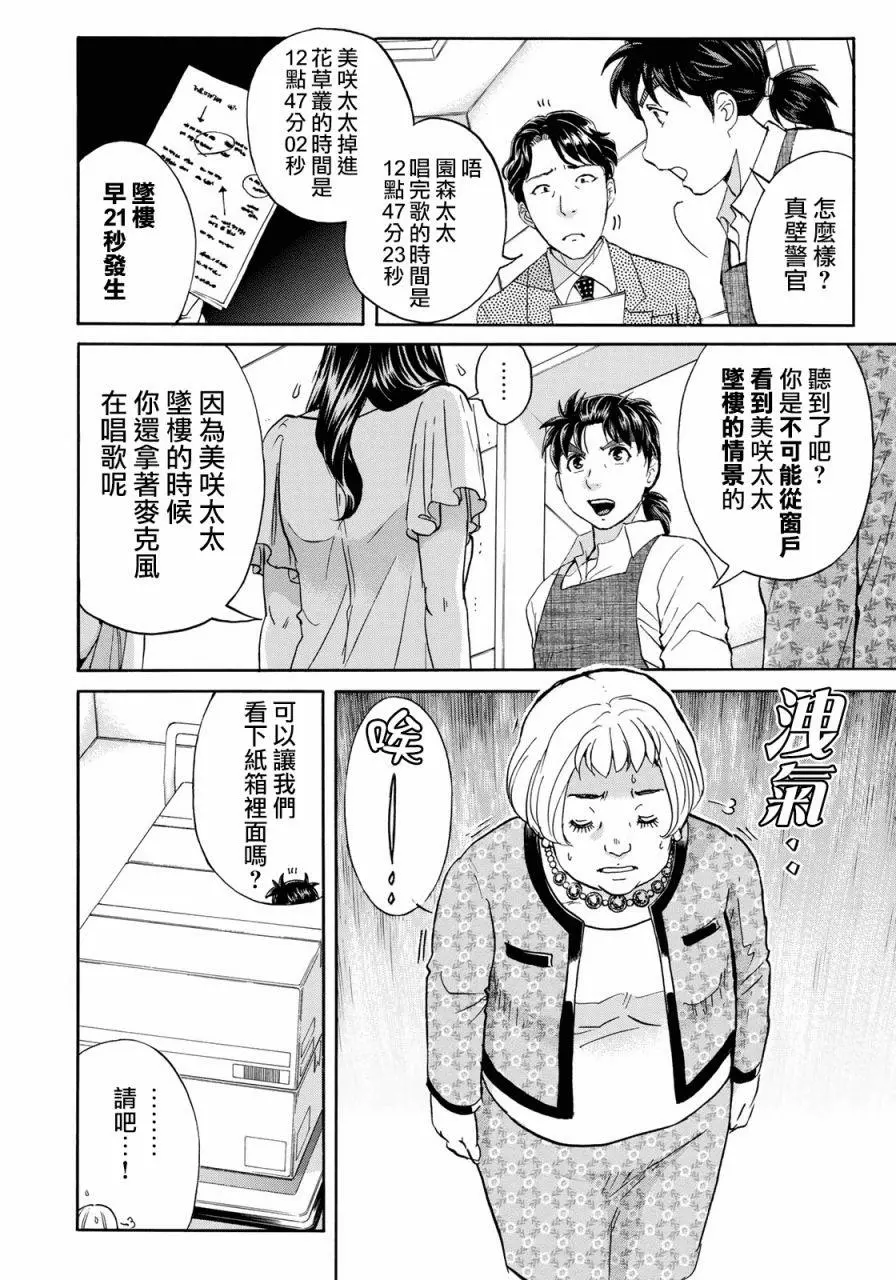 怎麼樣？
真壁警官
唔
園森太太
唱完歌的時間是
12點47分23秒
美咲太太掉進
花草叢的時間是
12點47分02秒
墜樓
早21秒發生
聽到了吧？
你是不可能從窗戶
看到美咲太太
墜樓的情景的
……
因為美咲太太
墜樓的時候
你還拿著麥克風
在唱歌呢
洩氣…
唉——…
可以讓我們
看下紙箱裡面嗎？
………
請吧…！